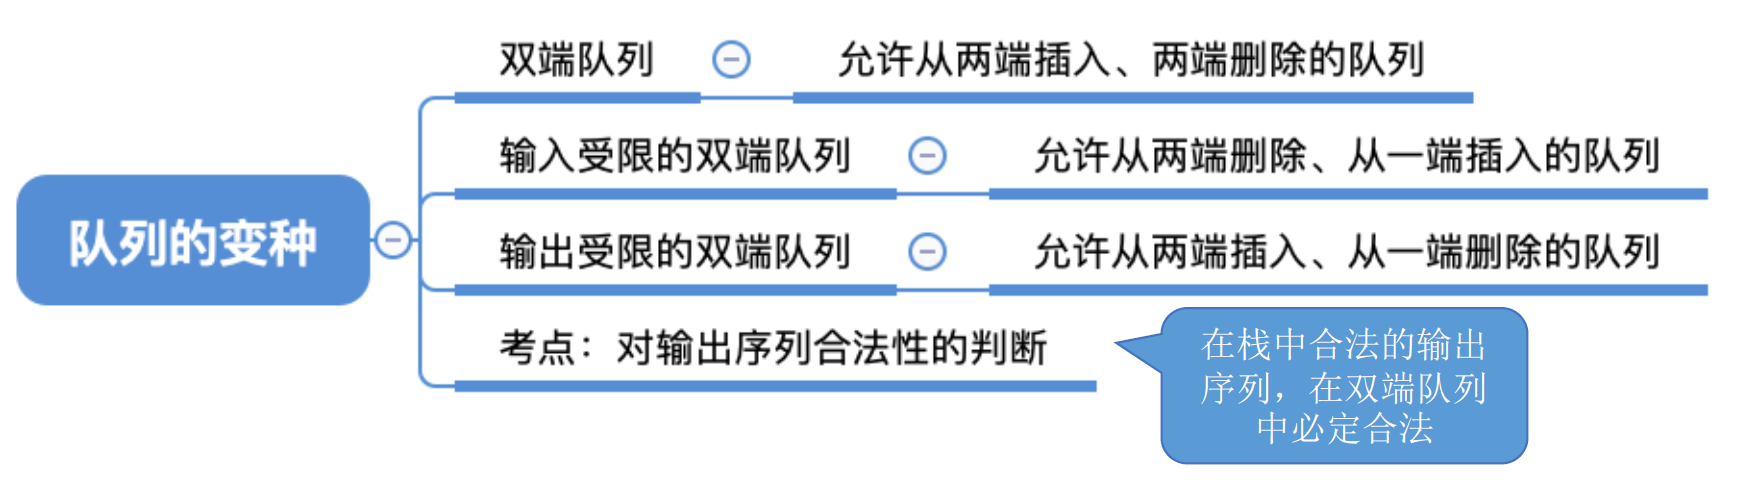 双端队列
允许从两端插入、两端删除的队列
输入受限的双端队列
允许从两端删除、从一端插入的队列
队列的变种
输出受限的双端队列
允许从两端插入、从一端删除的队列
考点：对输出序列合法性的判断
在栈中合法的输出
序列，在双端队列
中必定合法